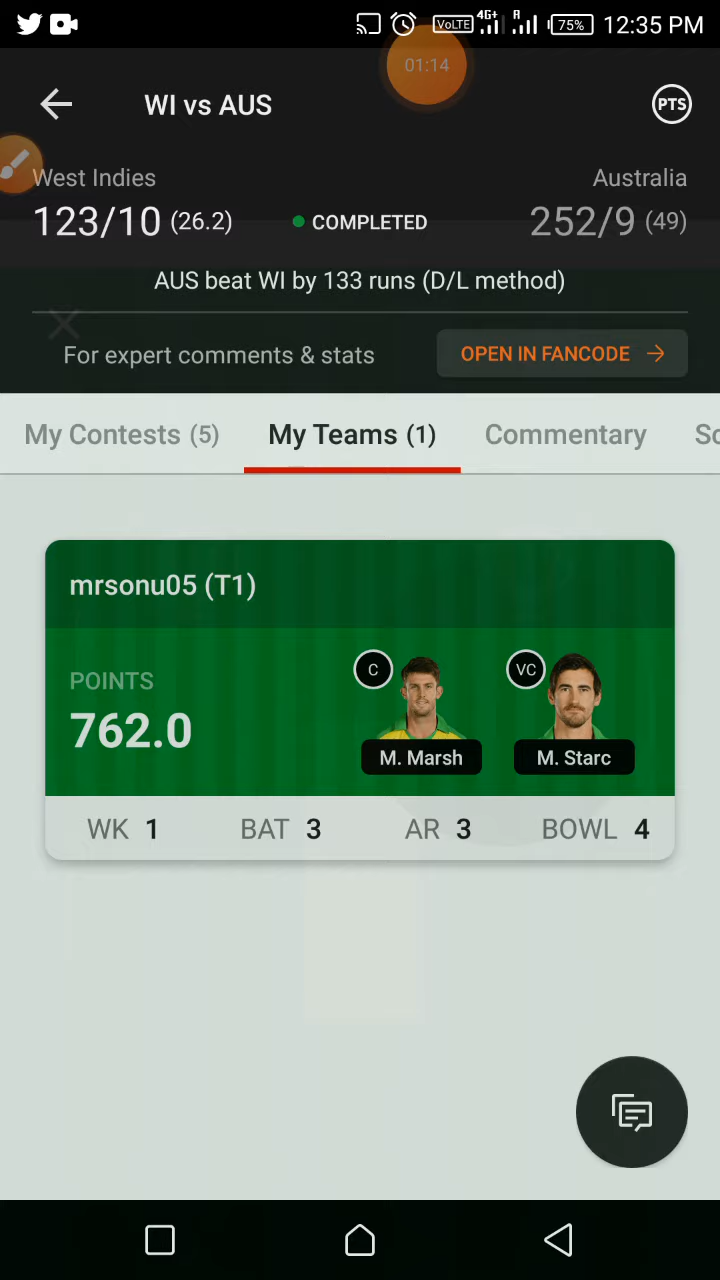 VoLTE 4G+ R 75% 12:35 PM
01:14
WI vs AUS
PTS
West Indies Australia
123/10 (26.2) COMPLETED 252/9 (49)
AUS beat WI by 133 runs (D/L method)
For expert comments & stats OPEN IN FANCODE
My Contests (5) My Teams (1) Commentary Sc
mrsonu05 (T1)
C VC
POINTS
762.0
M. Marsh M. Starc
WK 1 BAT 3 AR 3 BOWL 4